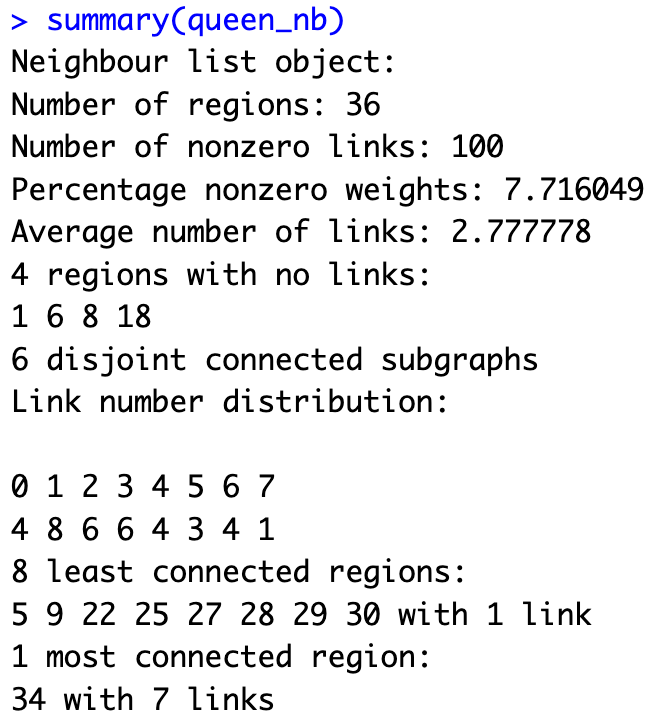 > summary(queen_nb)
Neighbour list object:
Number of regions: 36
Number of nonzero links: 100
Percentage nonzero weights: 7.716049
Average number of links: 2.777778
4 regions with no links:
1 6 8 18
6 disjoint connected subgraphs
Link number distribution:

0 1 2 3 4 5 6 7
4 8 6 6 4 3 4 1
8 least connected regions:
5 9 22 25 27 28 29 30 with 1 link
1 most connected region:
34 with 7 links